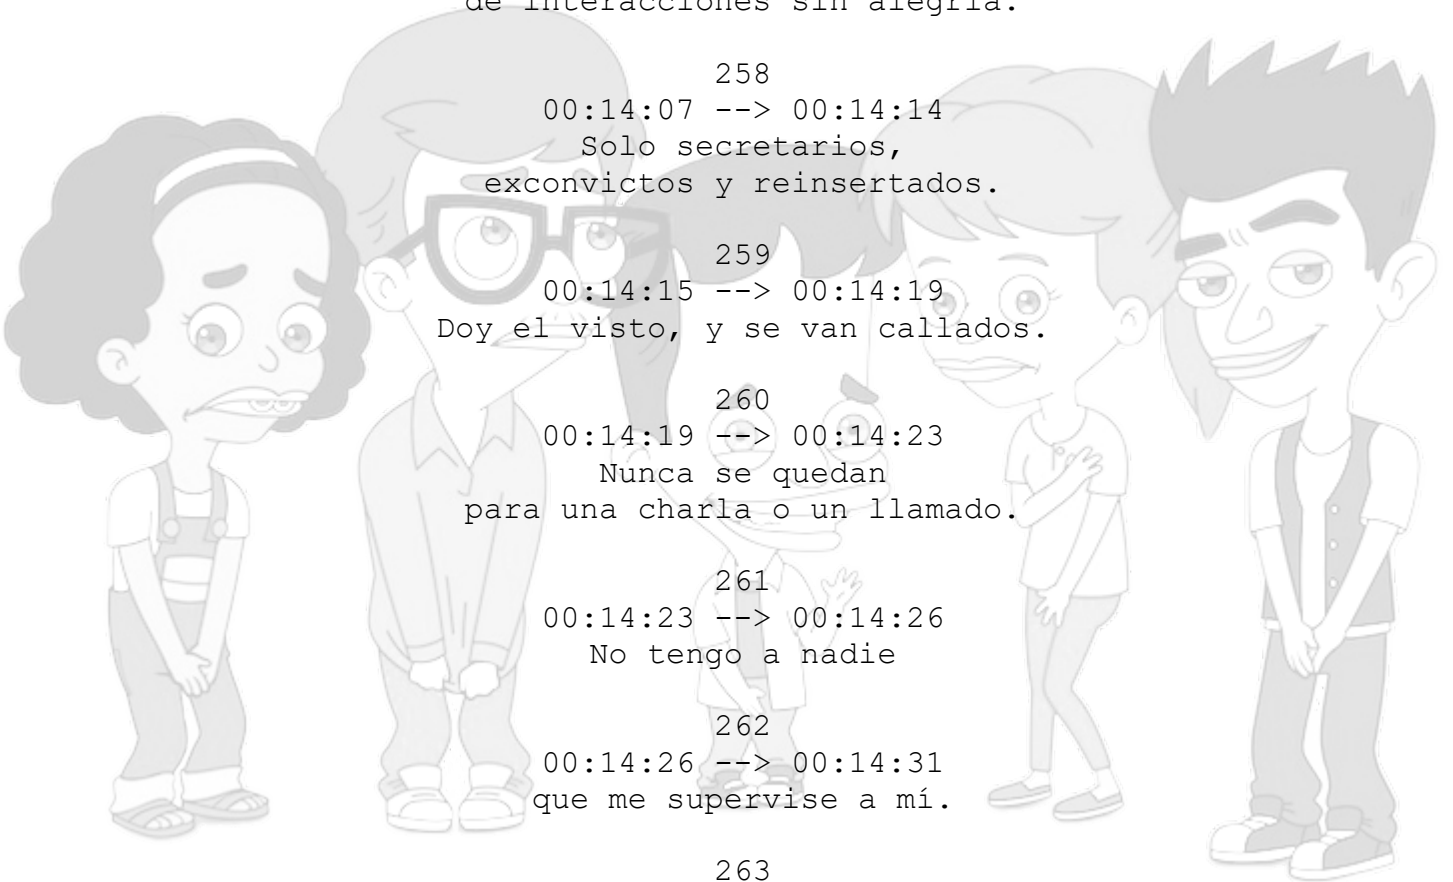 de interacciones sin alegría.
258
00:14:07 --> 00:14:14
Solo secretarios,
exconvictos y reinsertados.
259
00:14:15 --> 00:14:19
Doy el visto, y se van callados.
260
00:14:19 --> 00:14:23
Nunca se quedan
para una charla o un llamado.
261
00:14:23 --> 00:14:26
No tengo a nadie
262
00:14:26 --> 00:14:31
que me supervise a mí.
263